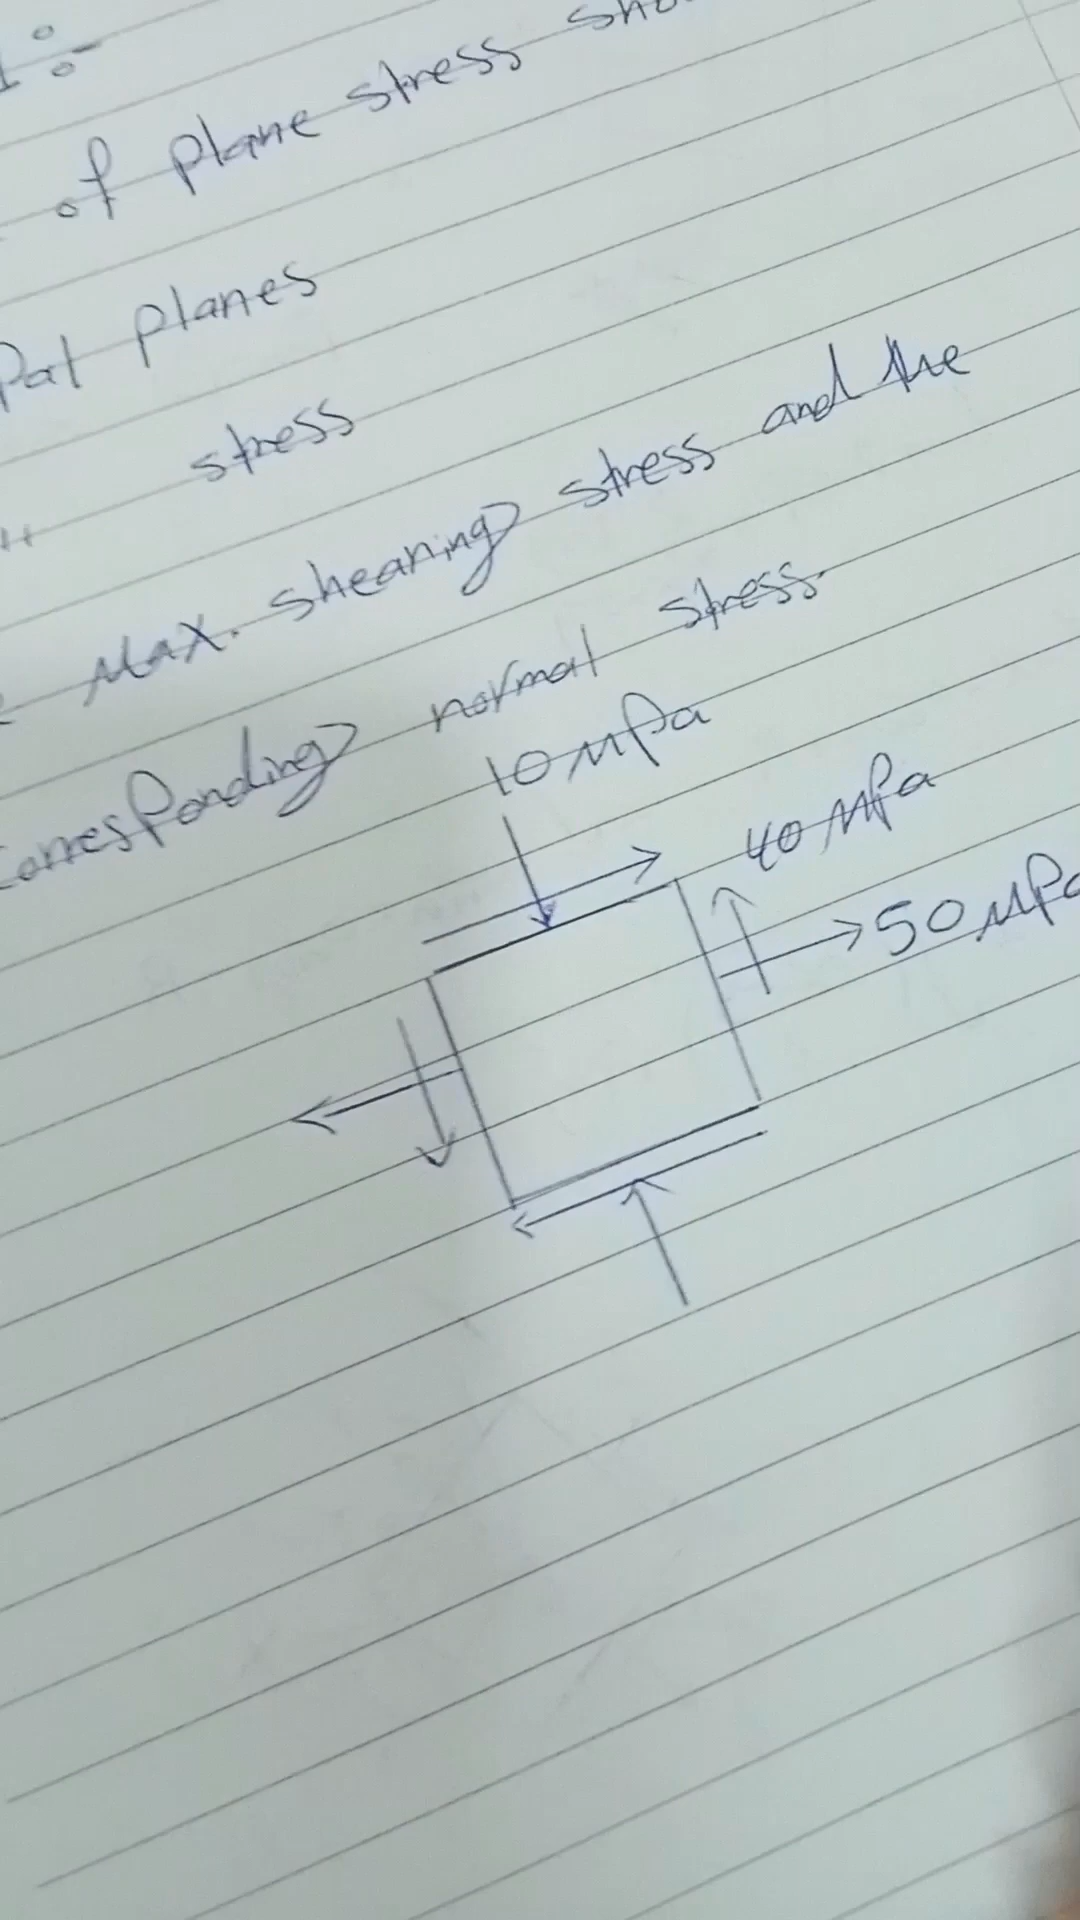 of plane stress
planes
stress
Max. shearing stress and the
corresponding normal stress.
10 MPa
40 MPa
50 MPa